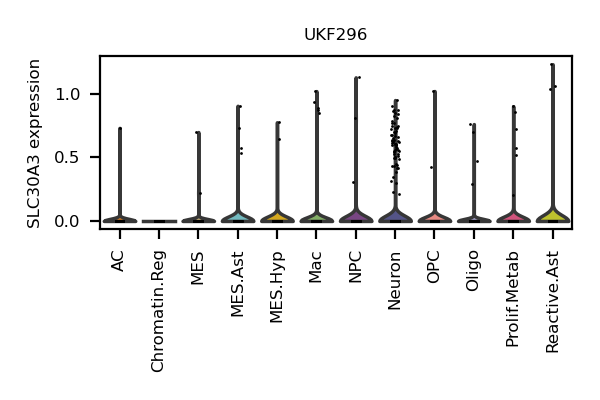 UKF296
SLC30A3 expression
1.0
0.5
0.0
AC
Chromatin.Reg
MES
MES.Ast
MES.Hyp
Mac
NPC
Neuron
OPC
Oligo
Prolif.Metab
Reactive.Ast